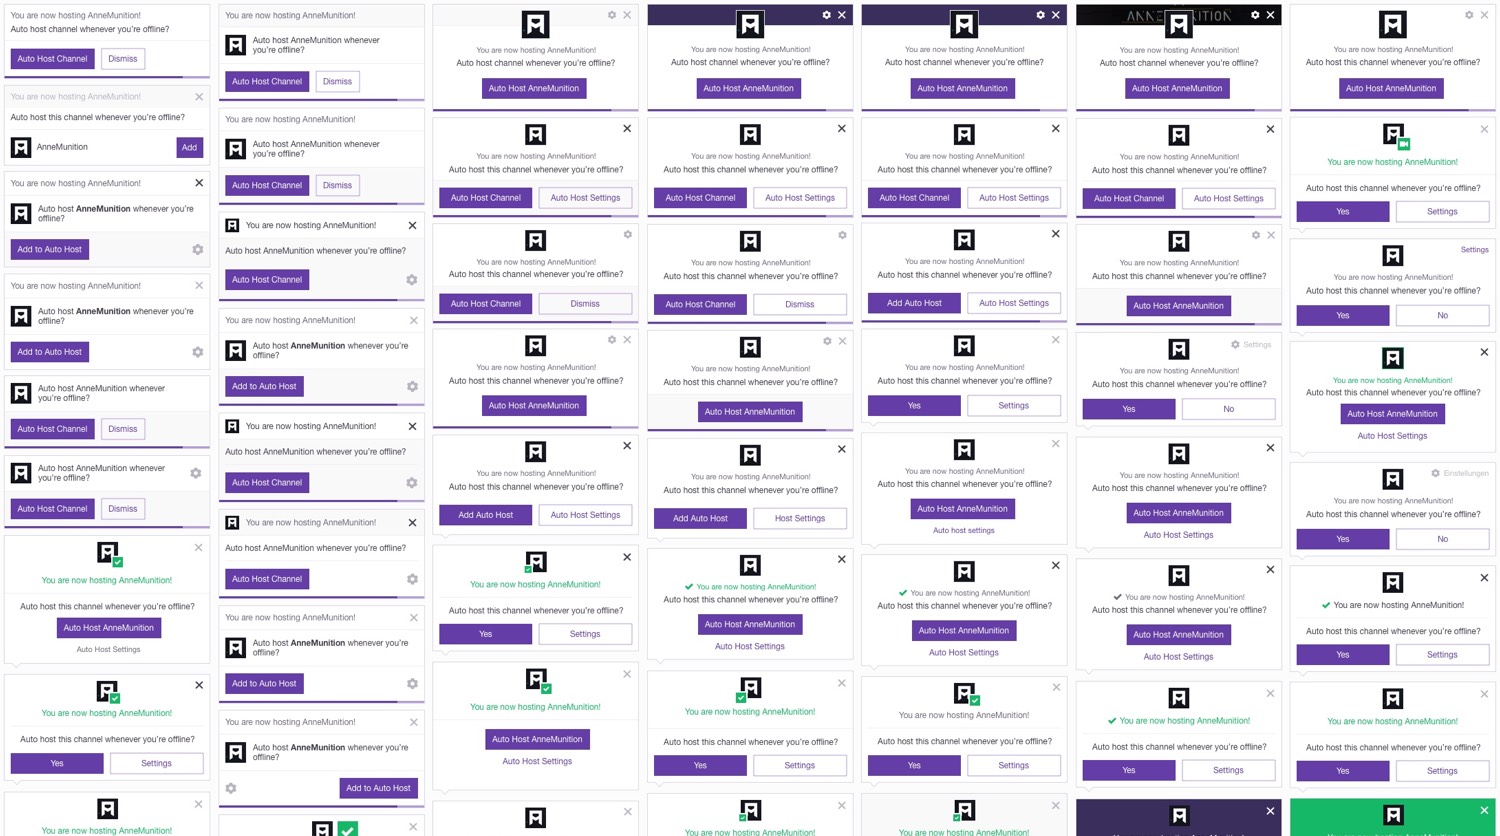 You are now hosting AnneMunition!
Auto host channel whenever you're offline?
Auto Host Channel
Dismiss
You are now hosting AnneMunition!
Auto host this channel whenever you're offline?
AnneMunition
Add
You are now hosting AnneMunition!
Auto host AnneMunition whenever you're
offline?
Add to Auto Host
You are now hosting AnneMunition!
Auto host AnneMunition whenever you're
offline?
Add to Auto Host
Auto host AnneMunition whenever
you're offline?
Auto Host Channel
Dismiss
Auto host AnneMunition whenever
you're offline?
Auto Host Channel
Dismiss
You are now hosting AnneMunition!
Auto host this channel whenever you're offline?
Auto Host AnneMunition
Auto Host Settings
You are now hosting AnneMunition!
Auto host this channel whenever you're offline?
Yes
Settings
You are now hosting AnneMunition!
You are now hosting AnneMunition!
Auto host AnneMunition whenever
you're offline?
Auto Host Channel
Dismiss
You are now hosting AnneMunition!
Auto host AnneMunition whenever
you're offline?
Auto Host Channel
Dismiss
You are now hosting AnneMunition!
Auto host AnneMunition whenever you're offline?
Auto Host Channel
You are now hosting AnneMunition!
Auto host AnneMunition whenever you're
offline?
Add to Auto Host
You are now hosting AnneMunition!
Auto host AnneMunition whenever you're offline?
Auto Host Channel
You are now hosting AnneMunition!
Auto host AnneMunition whenever you're offline?
Auto Host Channel
You are now hosting AnneMunition!
Auto host AnneMunition whenever you're
offline?
Add to Auto Host
You are now hosting AnneMunition!
Auto host AnneMunition whenever you're
offline?
Add to Auto Host
You are now hosting AnneMunition!
Auto host channel whenever you're offline?
Auto Host AnneMunition
You are now hosting AnneMunition!
Auto host this channel whenever you're offline?
Auto Host Channel
Auto Host Settings
You are now hosting AnneMunition!
Auto host this channel whenever you're offline?
Auto Host Channel
Dismiss
You are now hosting AnneMunition!
Auto host this channel whenever you're offline?
Auto Host AnneMunition
You are now hosting AnneMunition!
Auto host this channel whenever you're offline?
Add Auto Host
Auto Host Settings
You are now hosting AnneMunition!
Auto host this channel whenever you're offline?
Yes
Settings
You are now hosting AnneMunition!
Auto Host AnneMunition
Auto Host Settings
You are now hosting AnneMunition!
Auto host channel whenever you're offline?
Auto Host AnneMunition
You are now hosting AnneMunition!
Auto host this channel whenever you're offline?
Auto Host Channel
Auto Host Settings
You are now hosting AnneMunition!
Auto host this channel whenever you're offline?
Auto Host Channel
Dismiss
You are now hosting AnneMunition!
Auto host this channel whenever you're offline?
Auto Host AnneMunition
You are now hosting AnneMunition!
Auto host this channel whenever you're offline?
Add Auto Host
Host Settings
You are now hosting AnneMunition!
Auto host this channel whenever you're offline?
Auto Host AnneMunition
Auto Host Settings
You are now hosting AnneMunition!
Auto host this channel whenever you're offline?
Yes
Settings
You are now hosting AnneMunition!
You are now hosting AnneMunition!
Auto host channel whenever you're offline?
Auto Host AnneMunition
You are now hosting AnneMunition!
Auto host this channel whenever you're offline?
Auto Host Channel
Auto Host Settings
You are now hosting AnneMunition!
Auto host this channel whenever you're offline?
Add Auto Host
Auto Host Settings
You are now hosting AnneMunition!
Auto host this channel whenever you're offline?
Yes
Settings
You are now hosting AnneMunition!
Auto host this channel whenever you're offline?
Auto Host AnneMunition
Auto host settings
You are now hosting AnneMunition!
Auto host this channel whenever you're offline?
Auto Host AnneMunition
Auto Host Settings
You are now hosting AnneMunition!
Auto host this channel whenever you're offline?
Yes
Settings
You are now hosting AnneMunition!
You are now hosting AnneMunition!
Auto host channel whenever you're offline?
Auto Host AnneMunition
You are now hosting AnneMunition!
Auto host this channel whenever you're offline?
Auto Host Channel
Auto Host Settings
You are now hosting AnneMunition!
Auto host this channel whenever you're offline?
Auto Host AnneMunition
Settings
You are now hosting AnneMunition!
Auto host this channel whenever you're offline?
Yes
No
You are now hosting AnneMunition!
Auto host this channel whenever you're offline?
Auto Host AnneMunition
Auto Host Settings
You are now hosting AnneMunition!
Auto host this channel whenever you're offline?
Auto Host AnneMunition
Auto Host Settings
You are now hosting AnneMunition!
Auto host this channel whenever you're offline?
Yes
Settings
You are now hosting AnneMunition!
Auto host channel whenever you're offline?
Auto Host AnneMunition
You are now hosting AnneMunition!
Auto host this channel whenever you're offline?
Yes
Settings
Settings
You are now hosting AnneMunition!
Auto host this channel whenever you're offline?
Yes
No
You are now hosting AnneMunition!
Auto host this channel whenever you're offline?
Auto Host AnneMunition
Auto Host Settings
Einstellungen
You are now hosting AnneMunition!
Auto host this channel whenever you're offline?
Yes
No
You are now hosting AnneMunition!
Auto host this channel whenever you're offline?
Yes
Settings
You are now hosting AnneMunition!
Auto host this channel whenever you're offline?
Yes
Settings